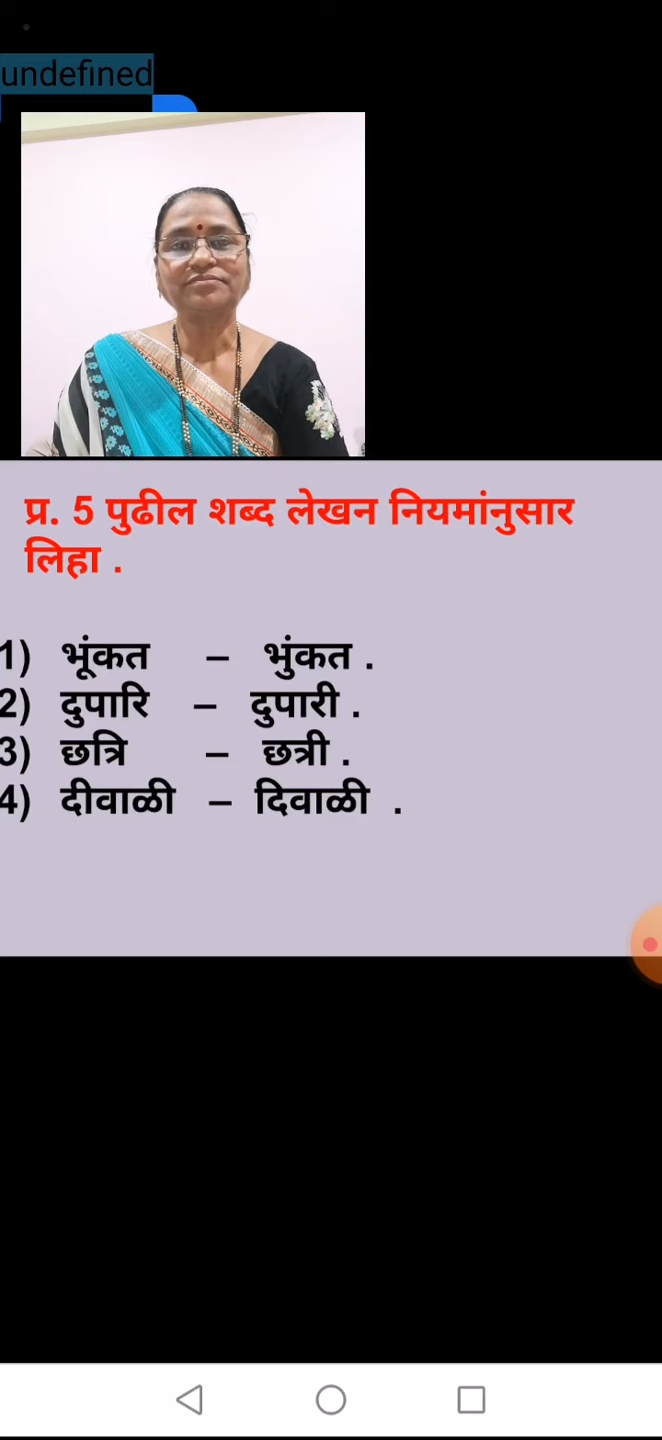 undefined
प्र. 5 पुढील शब्द लेखन नियमांनुसार
लिहा .
1) भूंकत – भुंकत .
2) दुपारि – दुपारी .
3) छत्रि – छत्री .
4) दीवाळी – दिवाळी .